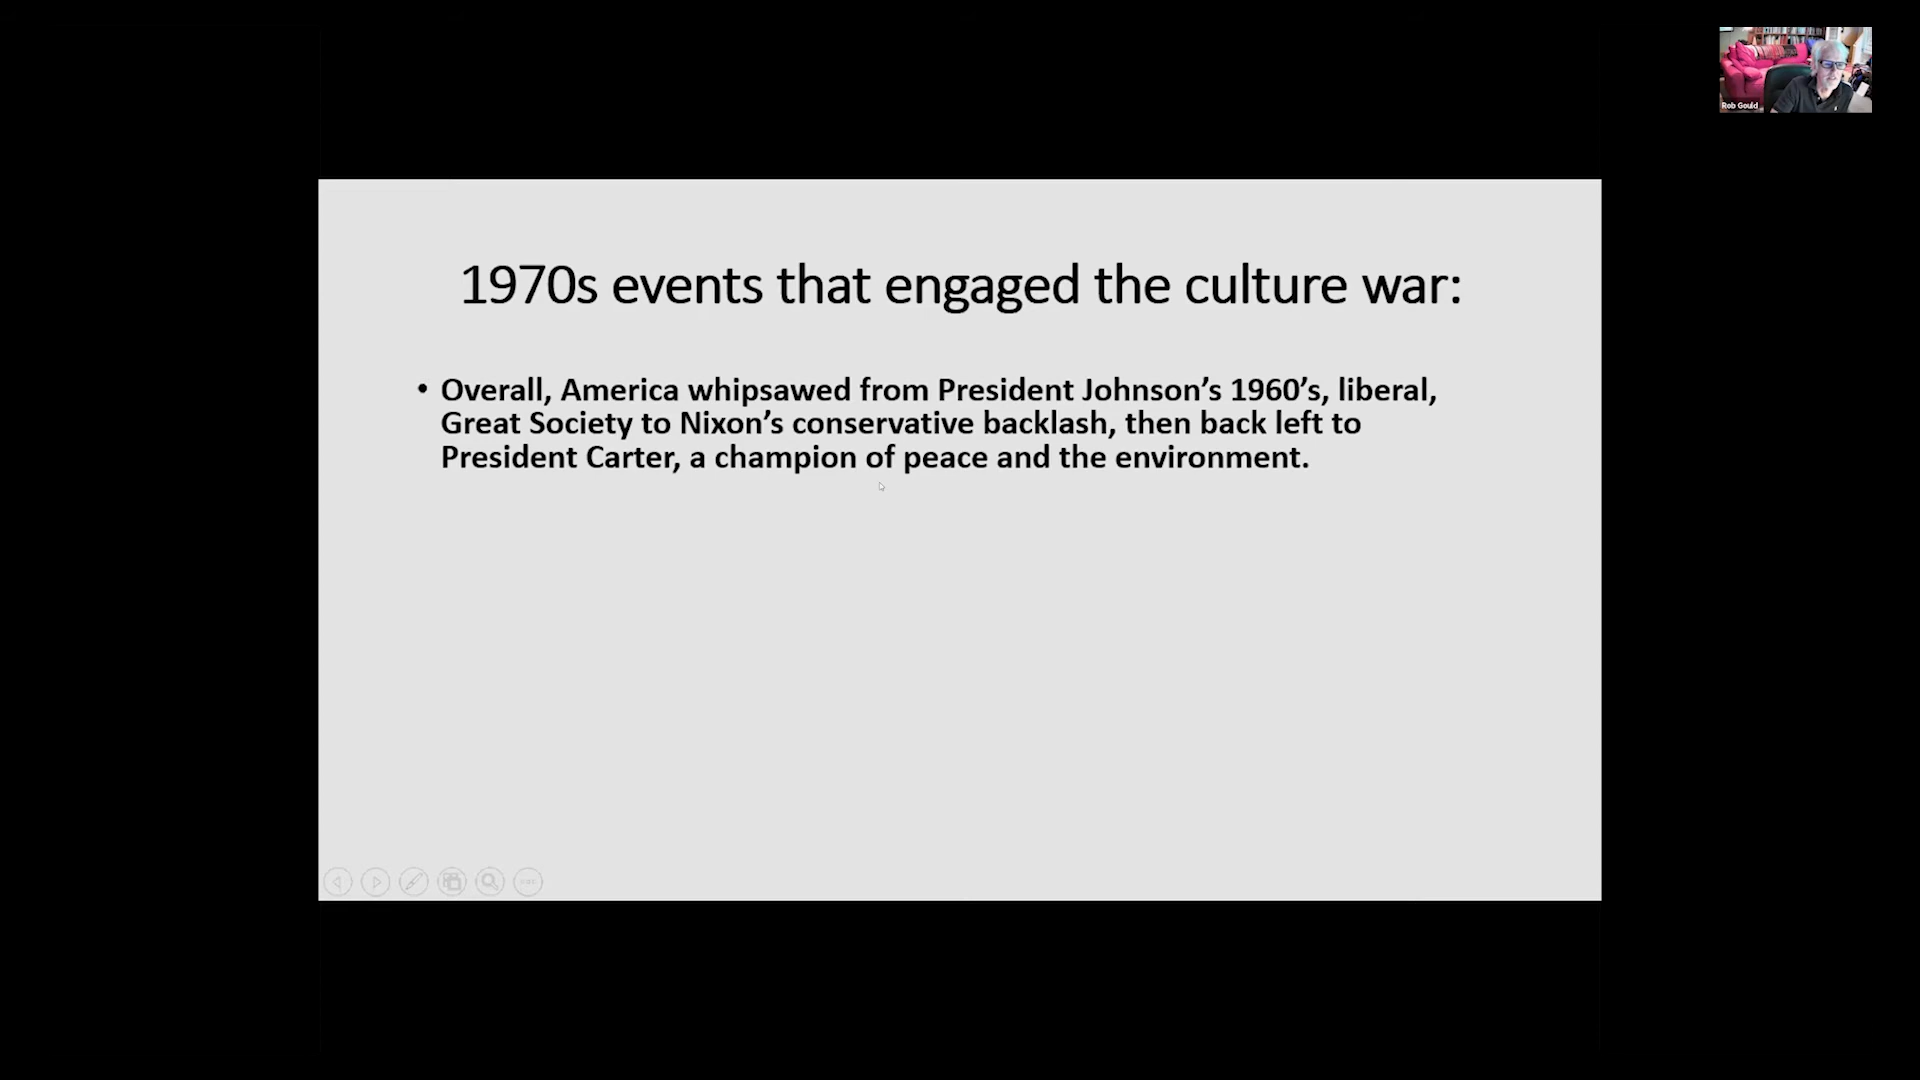 Rob Gould
1970s events that engaged the culture war:
• Overall, America whipsawed from President Johnson’s 1960’s, liberal,
Great Society to Nixon’s conservative backlash, then back left to
President Carter, a champion of peace and the environment.